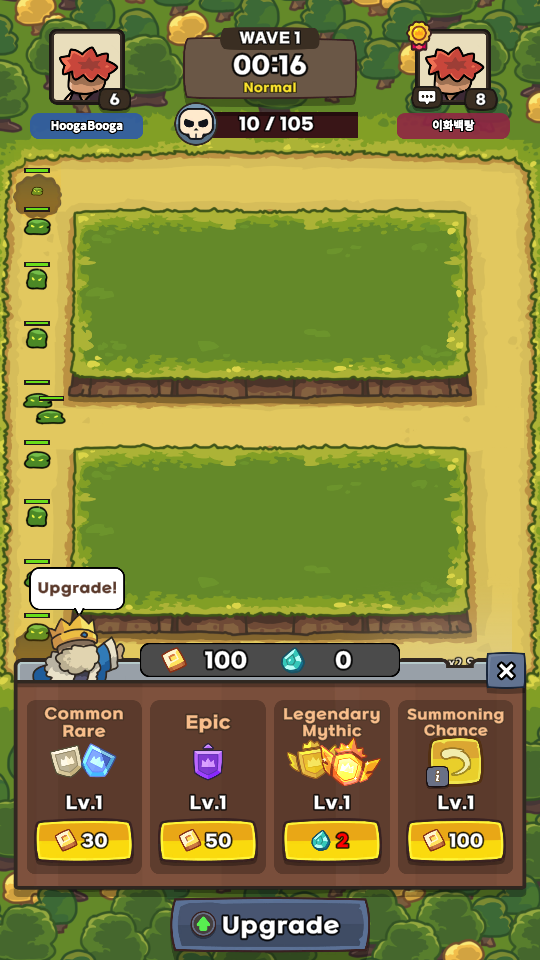 WAVE 1
00:16
Normal
6
8
HoogaBooga
10 / 105
이화백랑
Upgrade!
100
0
Common
Rare
Epic
Legendary
Mythic
Summoning
Chance
i
Lv.1
Lv.1
Lv.1
Lv.1
30
50
2
100
Upgrade